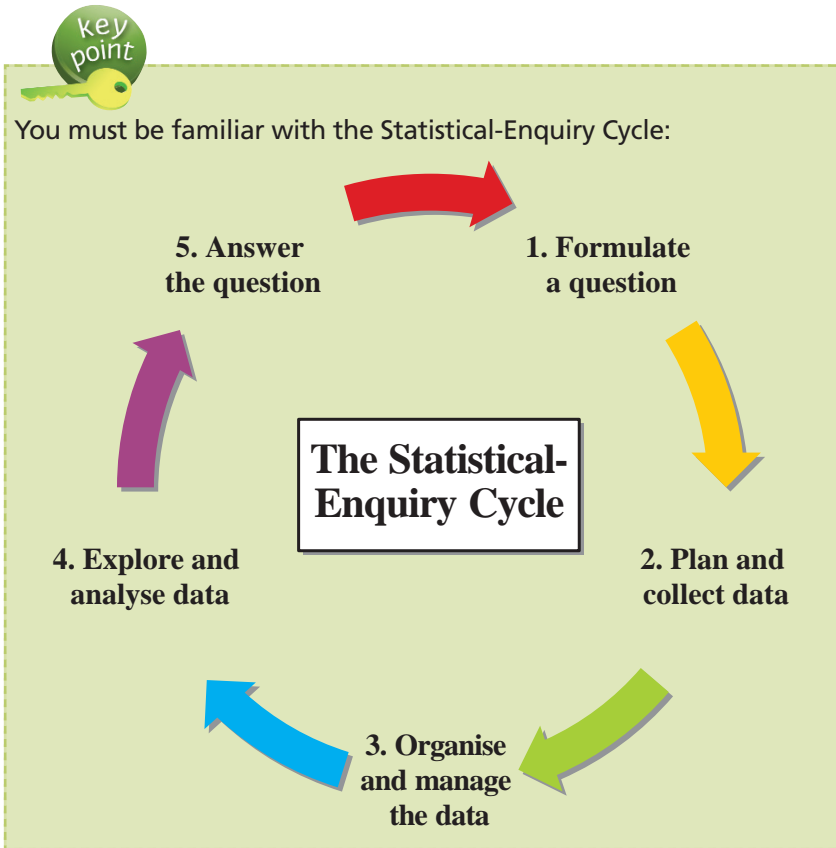 key
point
You must be familiar with the Statistical-Enquiry Cycle:
5. Answer
the question
1. Formulate
a question
The Statistical-
Enquiry Cycle
4. Explore and
analyse data
2. Plan and
collect data
3. Organise
and manage
the data